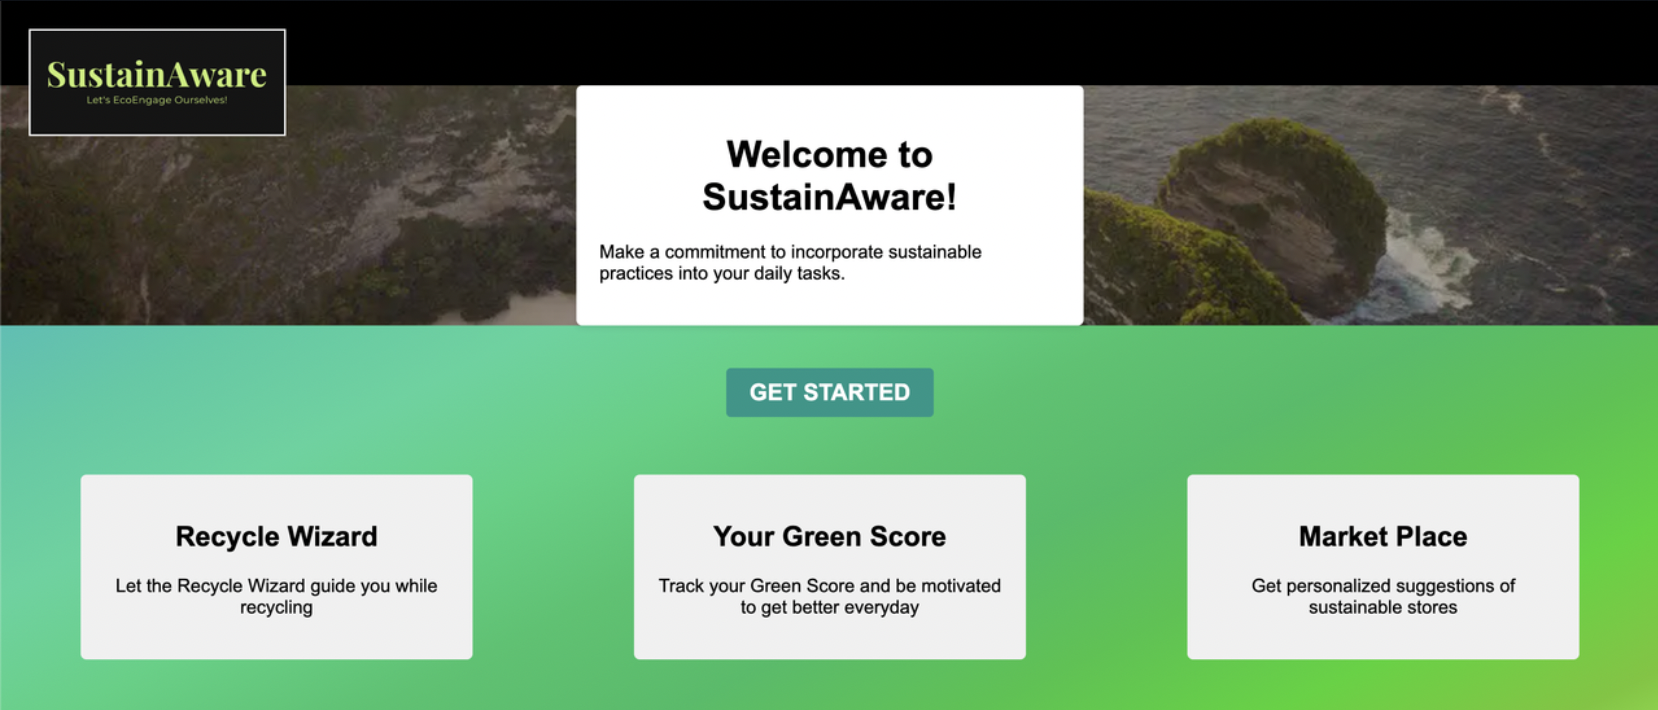 SustainAware
Let's EcoEngage Ourselves!
Welcome to
SustainAware!
Make a commitment to incorporate sustainable
practices into your daily tasks.
GET STARTED
Recycle Wizard
Let the Recycle Wizard guide you while
recycling
Your Green Score
Track your Green Score and be motivated
to get better everyday
Market Place
Get personalized suggestions of
sustainable stores